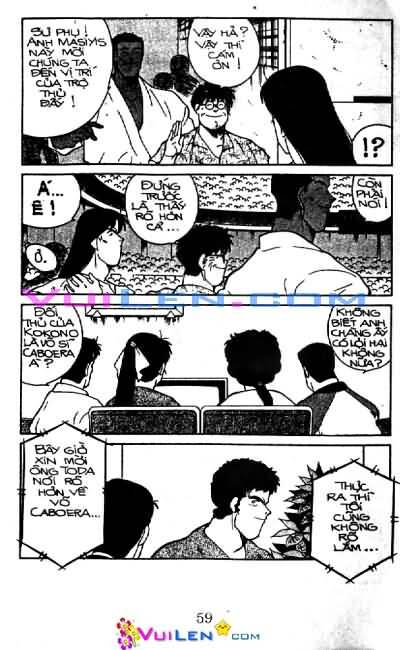 SƯ PHỤ !
ANH MASIYS
NÀY MỜI
CHÚNG TA
ĐẾN VỊ TRÍ
CỦA TRỢ
THỦ
ĐẤY !
VẬY HẢ?
VẬY THÌ
CẢM
ƠN !
!?
Á...
Ê !
ĐỨNG
TRƯỚC
LÀ THẤY
RÕ HƠN
CẢ...
CÒN
PHẢI
NÓI !
Ơ.
VUILEN.COM
ĐỐI
THỦ CỦA
KOKONO
LÀ VÕ SĨ
CABOERA
À ?
KHÔNG
BIẾT ANH
CHÀNG ẤY
CÓ LỢI HẠI
KHÔNG
NỮA?
BÂY GIỜ
XIN MỜI
ÔNG TODA
NÓI RÕ
HƠN VỀ
VÕ
CABOERA...
THỰC
RA THÌ
TÔI
CŨNG
KHÔNG
RÕ
LẮM...
59
VUILEN.COM